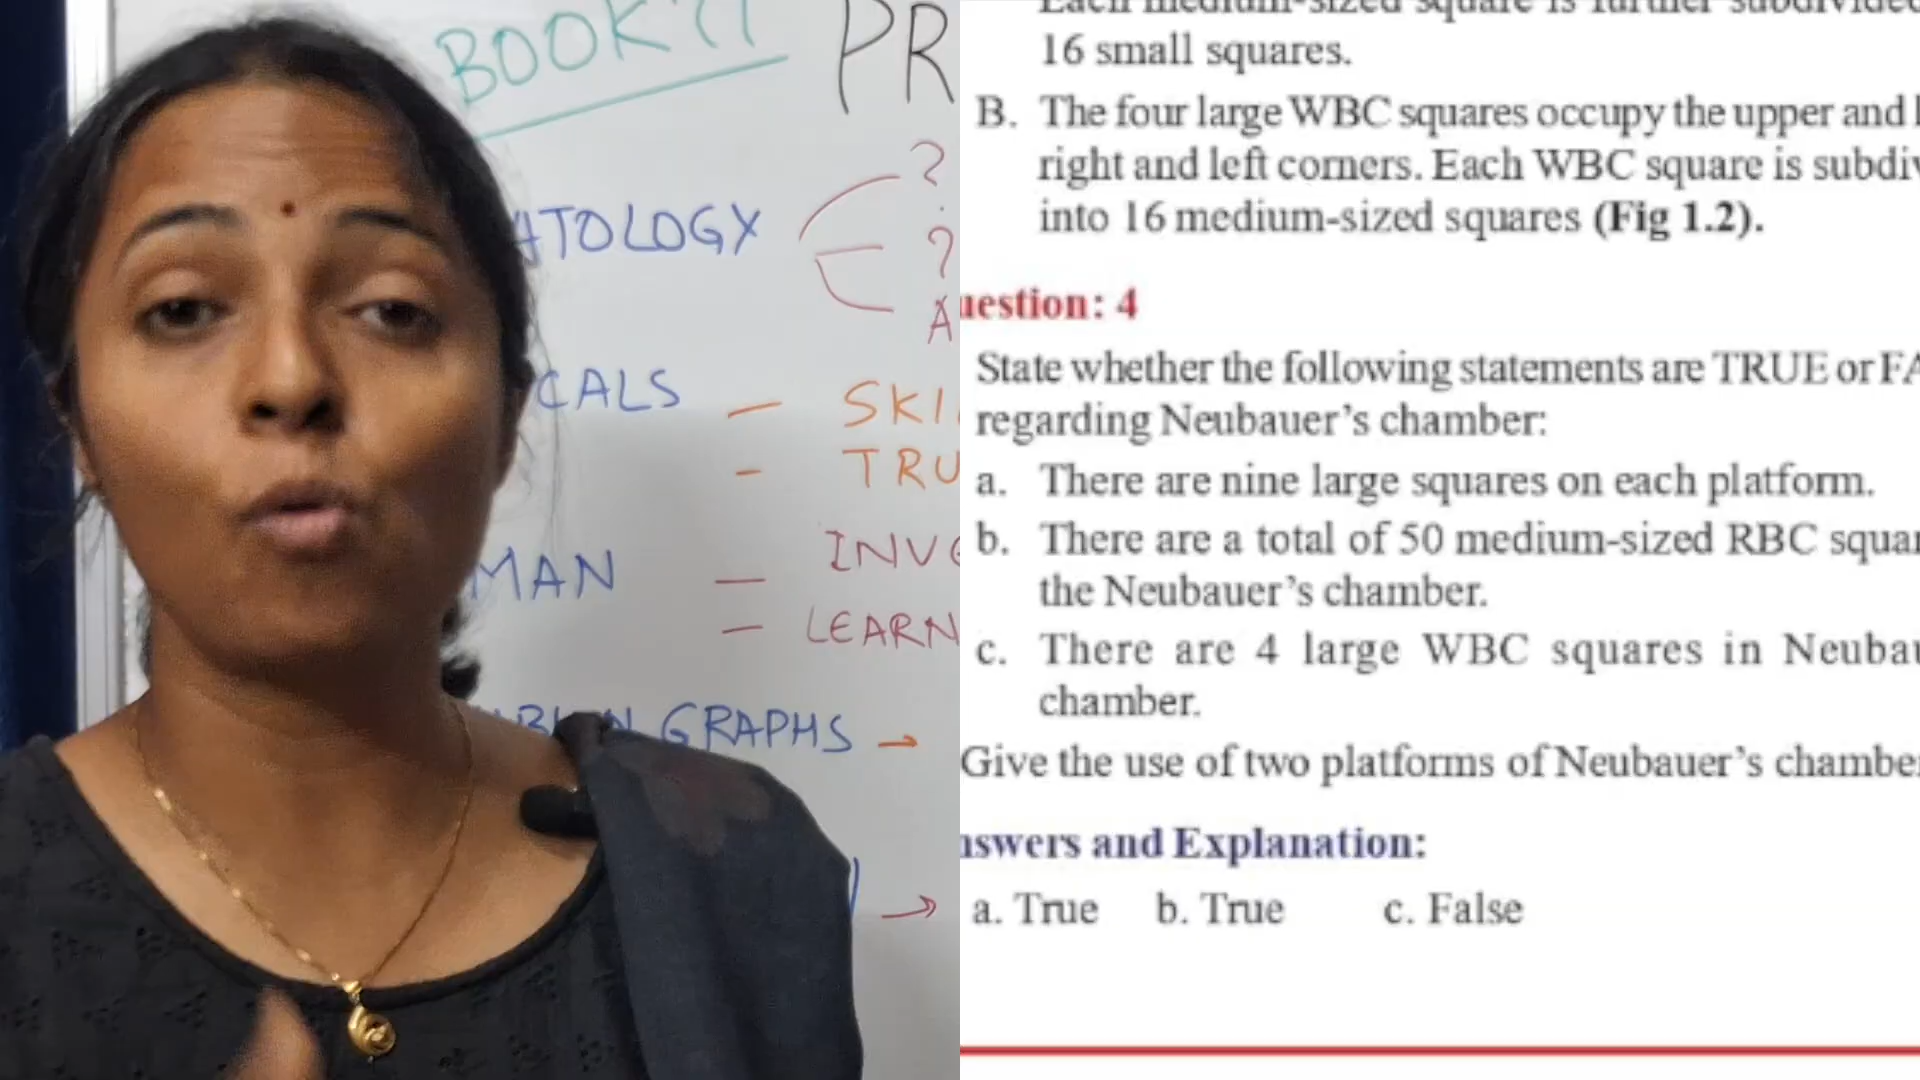 BOOK?!
PR
ATOLOGY
?
?
A
CALS - SKI
- TRU
MAN - INV
- LEARN
GRAPHS →
→
16 small squares.
B. The four large WBC squares occupy the upper and
right and left corners. Each WBC square is subdiv
into 16 medium-sized squares (Fig 1.2).
uestion: 4
State whether the following statements are TRUE or FA
regarding Neubauer's chamber:
a. There are nine large squares on each platform.
b. There are a total of 50 medium-sized RBC squar
the Neubauer's chamber.
c. There are 4 large WBC squares in Neubau
chamber.
Give the use of two platforms of Neubauer's chambe
nswers and Explanation:
a. True b. True c. False